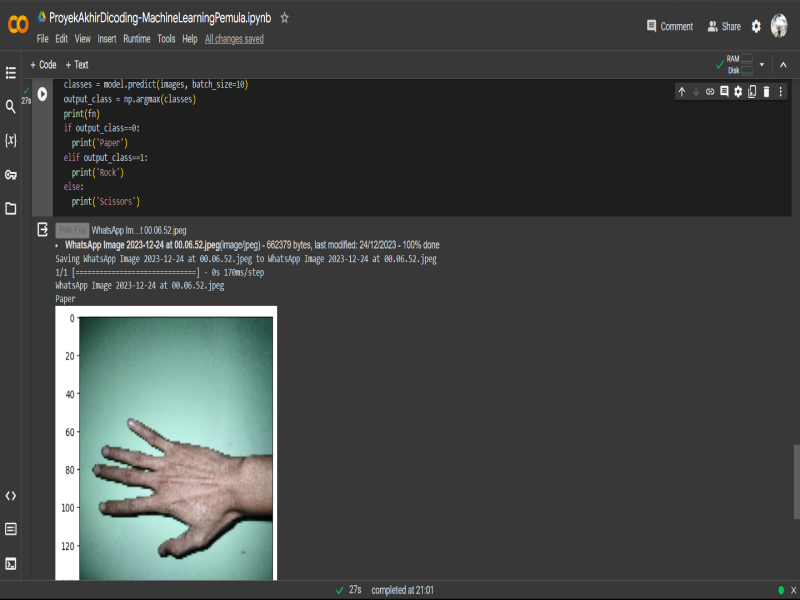 ProyekAkhirDicoding-MachineLearningPemula.ipynb
File Edit View Insert Runtime Tools Help All changes saved
Comment
Share
+ Code + Text
RAM
Disk
27s
classes = model.predict(images, batch_size=10)
output_class = np.argmax(classes)
print(fn)
if output_class==0:
print('Paper')
elif output_class==1:
print('Rock')
else:
print('Scissors')
Pilih File WhatsApp Im...t 00.06.52.jpeg
• WhatsApp Image 2023-12-24 at 00.06.52.jpeg(image/jpeg) - 662379 bytes, last modified: 24/12/2023 - 100% done
Saving WhatsApp Image 2023-12-24 at 00.06.52.jpeg to WhatsApp Image 2023-12-24 at 00.06.52.jpeg
1/1 [==============================] - 0s 170ms/step
WhatsApp Image 2023-12-24 at 00.06.52.jpeg
Paper
0
20
40
60
80
100
120
27s completed at 21:01